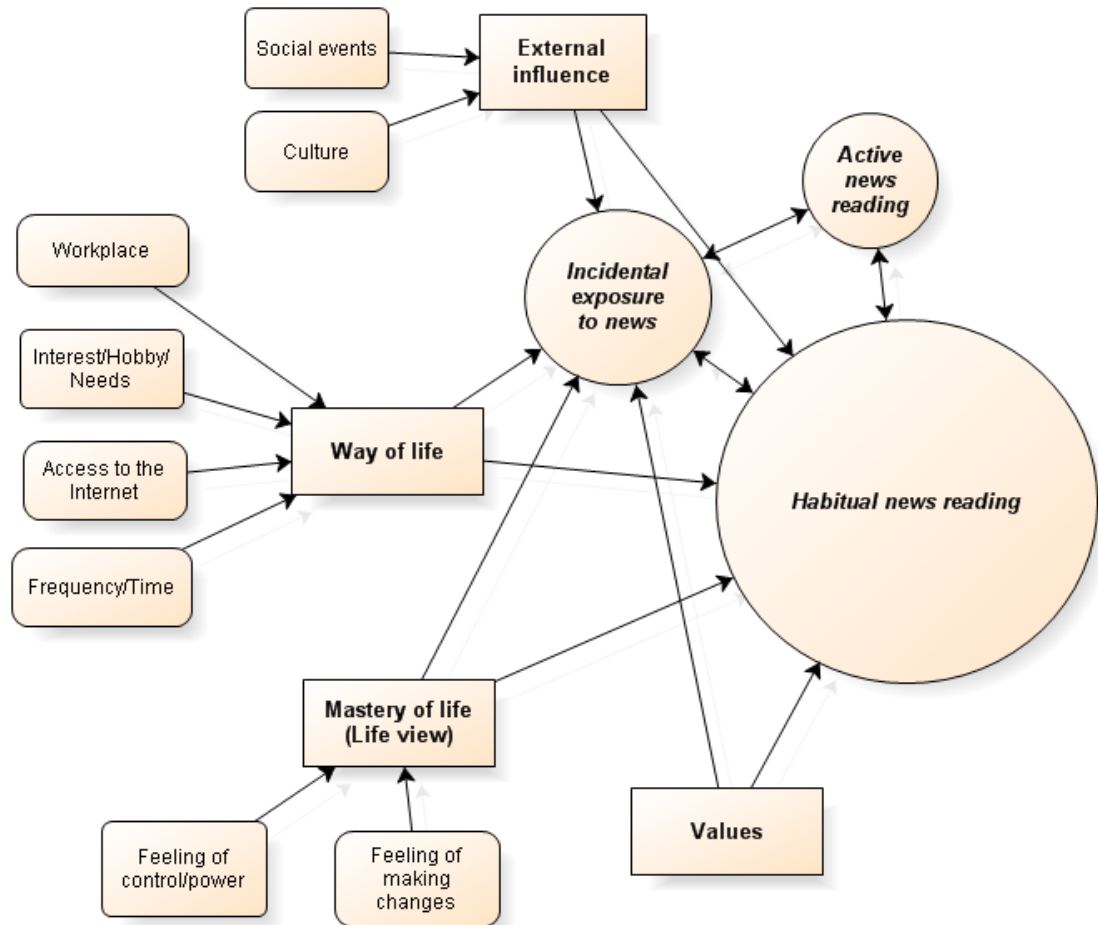 Social events
External
influence
Culture
Active
news
reading
Workplace
Incidental
exposure
to news
Interest/Hobby/
Needs
Way of life
Access to the
Internet
Habitual news reading
Frequency/Time
Mastery of life
(Life view)
Values
Feeling of
control/power
Feeling of
making
changes